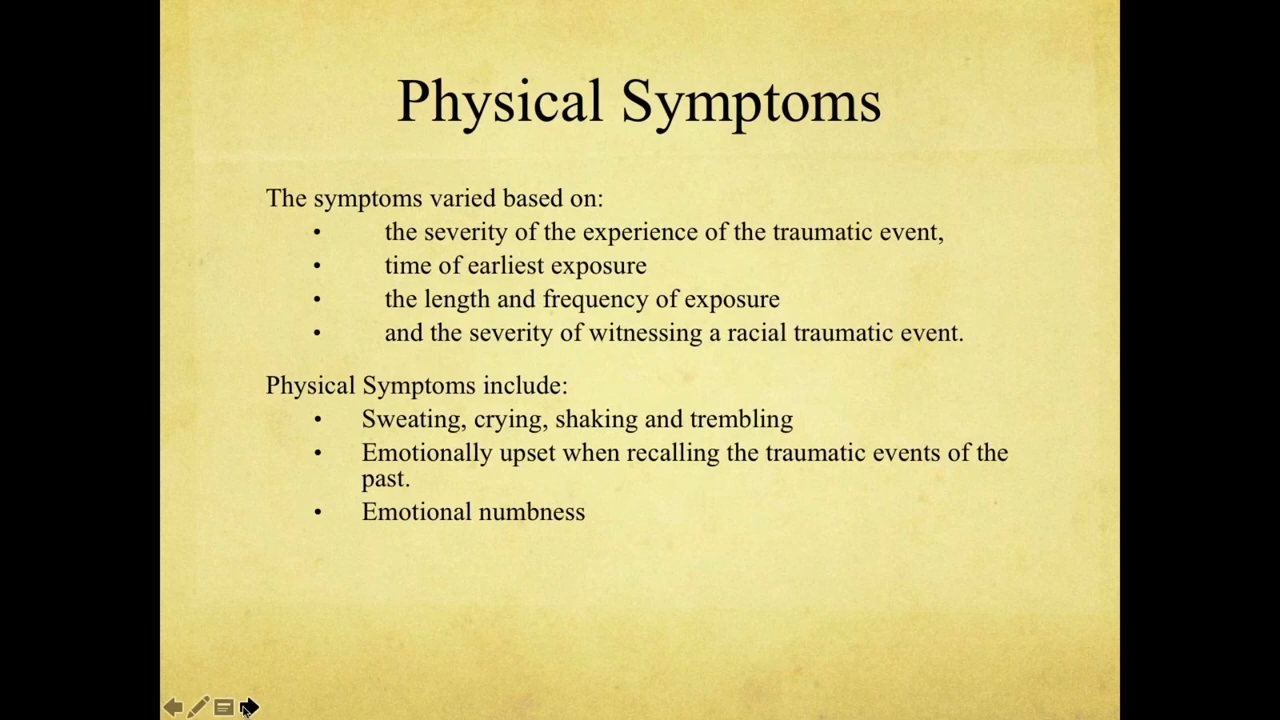 Physical Symptoms
The symptoms varied based on:
• the severity of the experience of the traumatic event,
• time of earliest exposure
• the length and frequency of exposure
• and the severity of witnessing a racial traumatic event.
Physical Symptoms include:
• Sweating, crying, shaking and trembling
• Emotionally upset when recalling the traumatic events of the
past.
• Emotional numbness